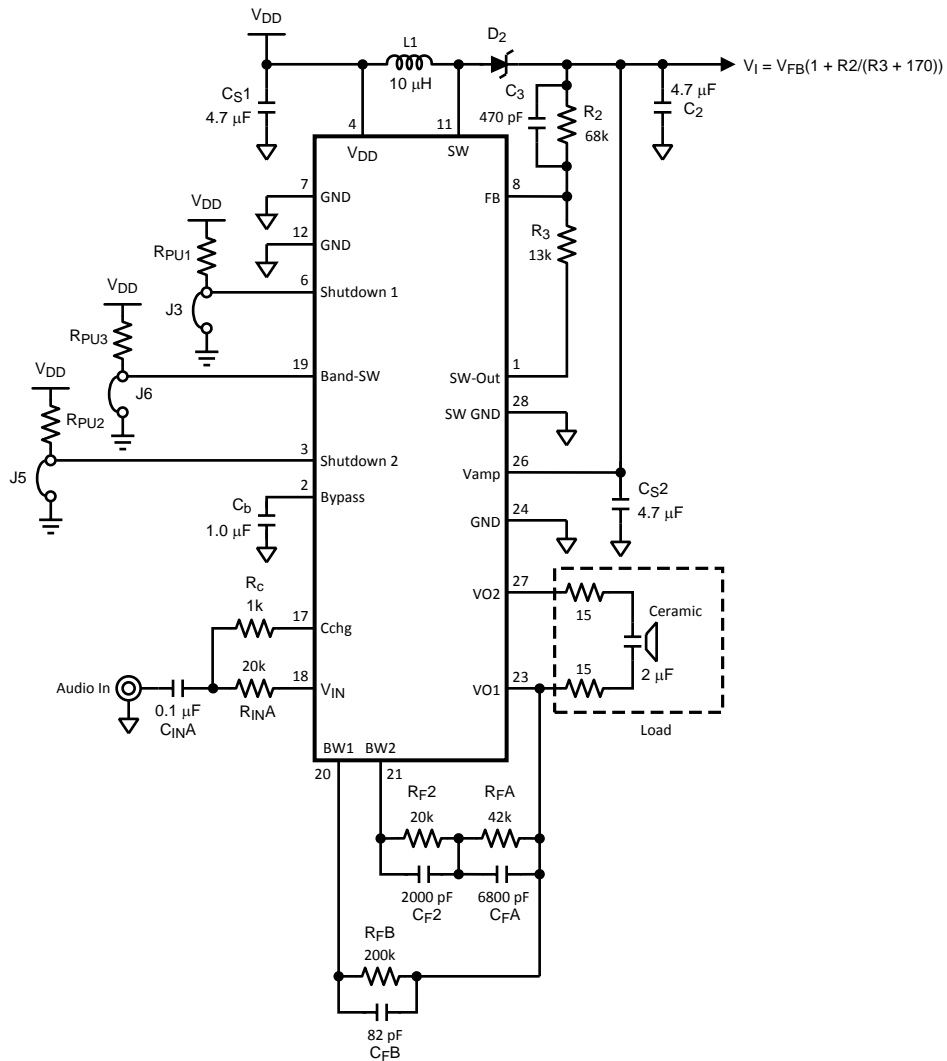 VDD
L1
10 μH
D2
VI = VFB(1 + R2/(R3 + 170))
CS1
4.7 μF
C3
470 pF
R2
68k
4.7 μF
C2
4
11
VDD
SW
7
GND
8
FB
VDD
12
GND
R3
13k
RPU1
6
Shutdown 1
VDD
J3
RPU3
19
Band-SW
1
SW-Out
VDD
J6
28
SW GND
RPU2
3
Shutdown 2
26
Vamp
J5
2
Bypass
CS2
4.7 μF
Cb
1.0 μF
24
GND
27
VO2
15
Ceramic
2 μF
Rc
1k
17
Cchg
20k
18
VIN
23
VO1
15
Audio In
0.1 μF
CINA
RINA
Load
BW1
BW2
20
21
RF2
20k
RFA
42k
2000 pF
CF2
6800 pF
CFA
RFB
200k
82 pF
CFB